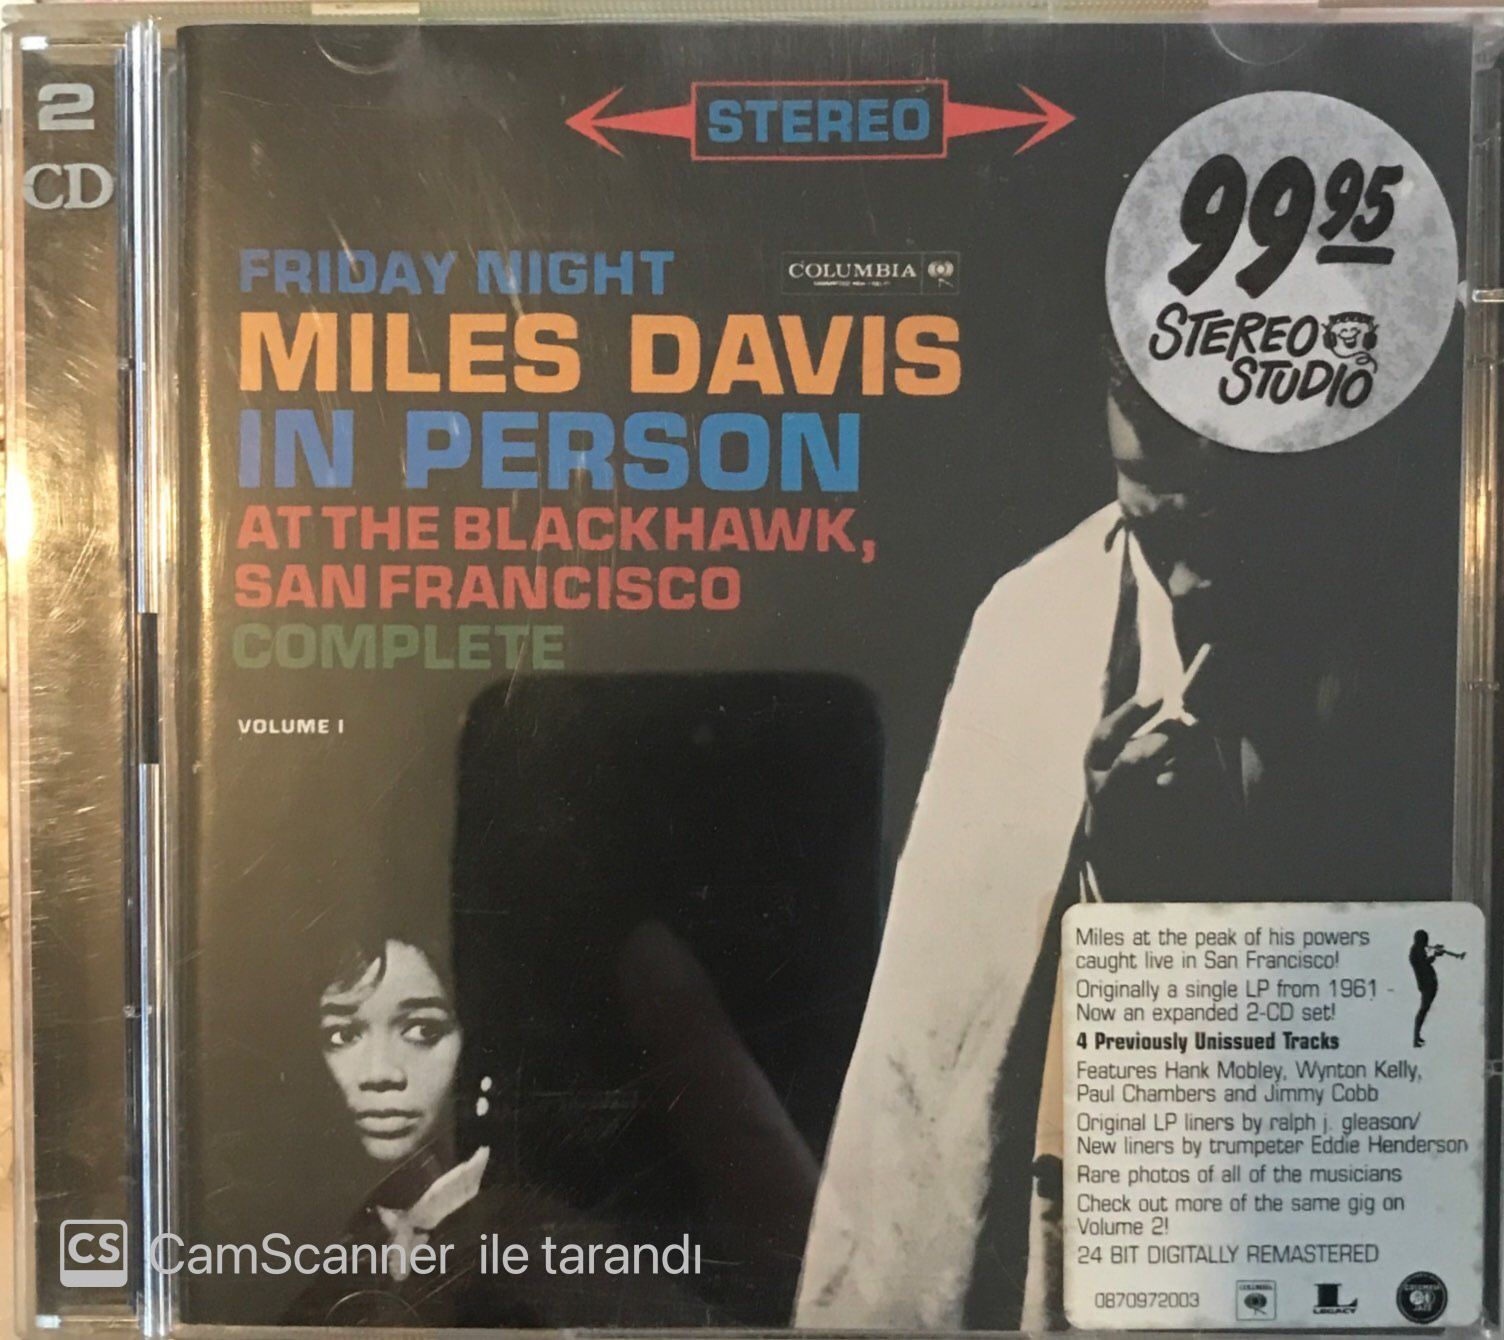 2
CD
STEREO
99 95
STEREO
STUDIO
FRIDAY NIGHT
COLUMBIA
MILES DAVIS
IN PERSON
AT THE BLACKHAWK,
SAN FRANCISCO
COMPLETE
VOLUME I
Miles at the peak of his powers
caught live in San Francisco!
Originally a single LP from 1961 -
Now an expanded 2-CD set!
4 Previously Unissued Tracks
Features Hank Mobley, Wynton Kelly,
Paul Chambers and Jimmy Cobb
Original LP liners by ralph j. gleason/
New liners by trumpeter Eddie Henderson
Rare photos of all of the musicians
Check out more of the same gig on
Volume 2!
24 BIT DIGITALLY REMASTERED
0870972003
COLUMBIA
L
LEGACY
CS CamScanner ile tarandı